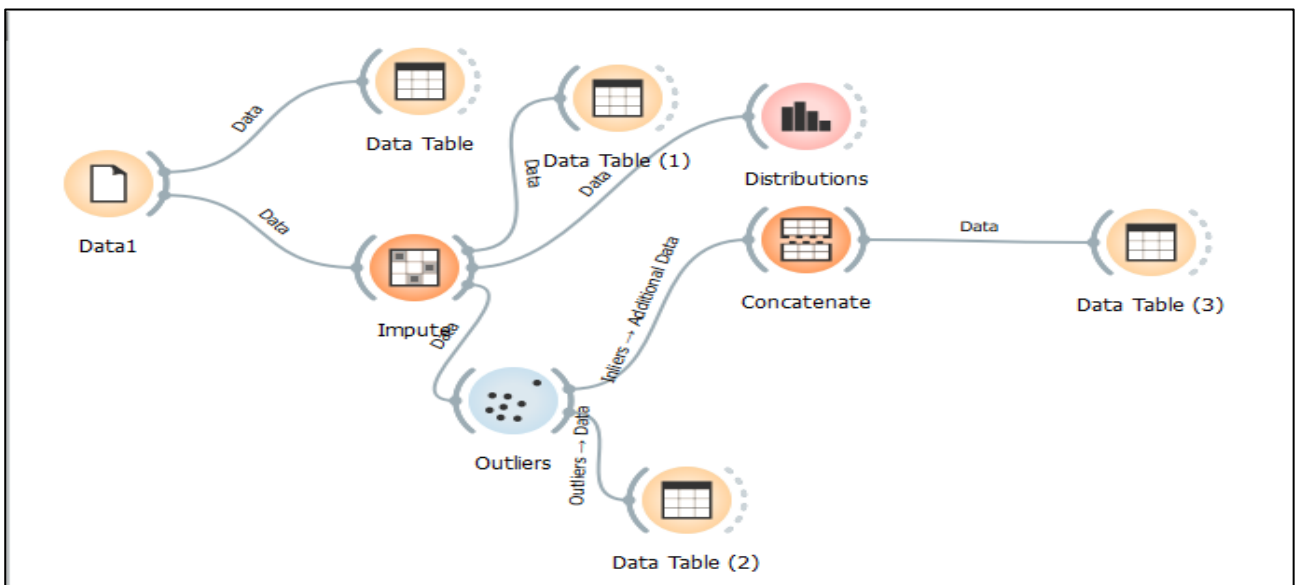 Data
Data Table
Data
Data Table (1)
Data
Distributions
Data1
Data
Impute
Data
Inliers → Additional Data
Concatenate
Data
Data Table (3)
Outliers
Outliers → Data
Data Table (2)